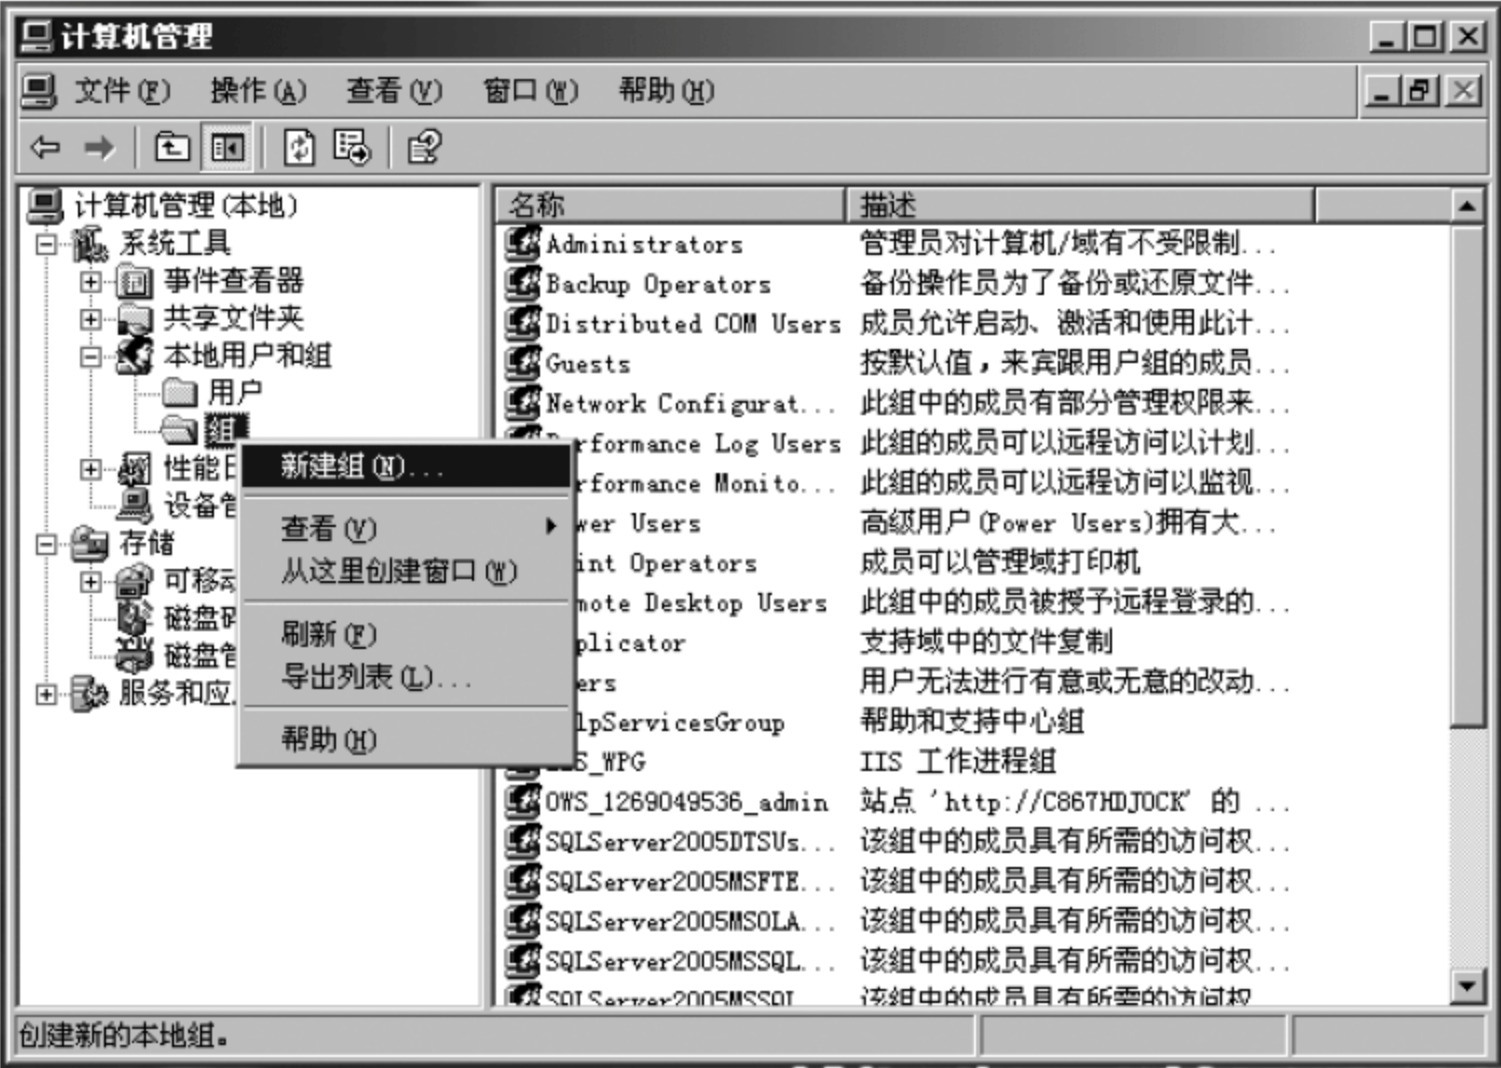 计算机管理
文件(F) 操作(A) 查看(V) 窗口(W) 帮助(H)
计算机管理(本地)
系统工具
事件查看器
共享文件夹
本地用户和组
用户
组
性能
设备
存储
可移
磁盘
磁盘
服务和应
新建组(N)...
查看(V)
从这里创建窗口(W)
刷新(F)
导出列表(L)...
帮助(H)
名称 描述
Administrators 管理员对计算机/域有不受限制...
Backup Operators 备份操作员为了备份或还原文件...
Distributed COM Users 成员允许启动、激活和使用此计...
Guests 按默认值，来宾跟用户组的成员...
Network Configurat... 此组中的成员有部分管理权限来...
rformance Log Users 此组的成员可以远程访问以计划...
rformance Monito... 此组的成员可以远程访问以监视...
wer Users 高级用户(Power Users)拥有大...
int Operators 成员可以管理域打印机
mote Desktop Users 此组中的成员被授予远程登录的...
plicator 支持域中的文件复制
ers 用户无法进行有意或无意的改动...
lpServicesGroup 帮助和支持中心组
S_WPG IIS 工作进程组
OWS_1269049536_admin 站点 'http://C867HDJOCK' 的 ...
SQLServer2005DTSUs... 该组中的成员具有所需的访问权...
SQLServer2005MSFTE... 该组中的成员具有所需的访问权...
SQLServer2005MSOLA... 该组中的成员具有所需的访问权...
SQLServer2005MSSQL... 该组中的成员具有所需的访问权...
SQLServer2005MSSQL 该组中的成员具有所需的访问权
创建新的本地组。